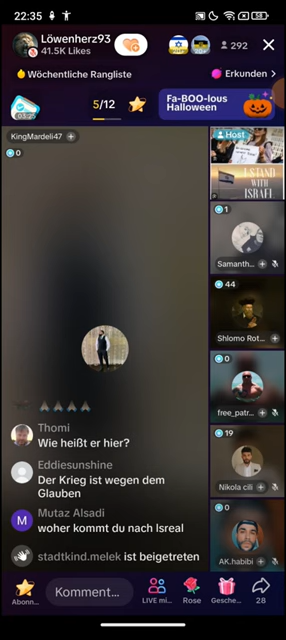 22:35
58
Löwenherz93
41.5K Likes
292
Wöchentliche Rangliste
Erkunden >
03:25
5/12
Fa-BOO-lous
Halloween
KingMardeli47
0
Host
I STAND
WITH
ISRAEL
1
Samanth...
44
Shlomo Rot...
0
free_patr...
19
Nikola cili
0
AK.habibi
Thomi
Wie heißt er hier?
Eddiesunshine
Der Krieg ist wegen dem
Glauben
M
Mutaz Alsadi
woher kommt du nach Isreal
stadtkind.melek ist beigetreten
Abonn...
Komment...
LIVE mi...
Rose
Gesche...
28